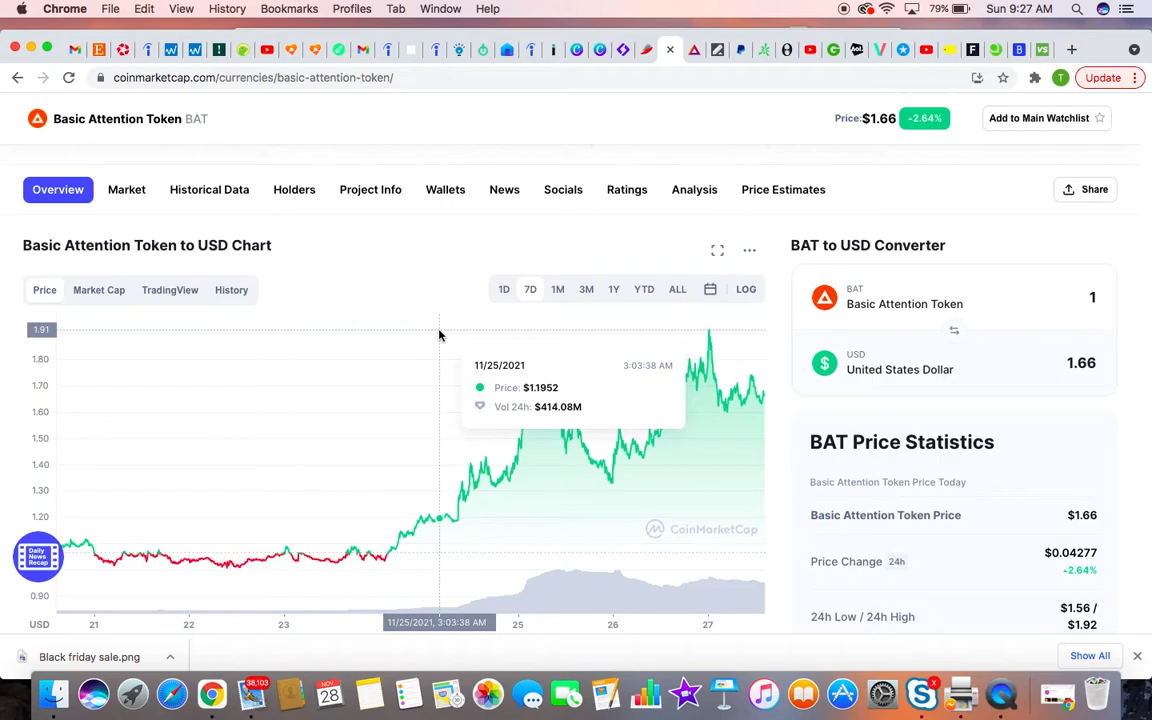 Chrome File Edit View History Bookmarks Profiles Tab Window Help 79% Sun 9:27 AM
coinmarketcap.com/currencies/basic-attention-token/ T Update
Basic Attention Token BAT Price: $1.66 -2.64% Add to Main Watchlist
Overview Market Historical Data Holders Project Info Wallets News Socials Ratings Analysis Price Estimates Share
Basic Attention Token to USD Chart
Price Market Cap TradingView History 1D 7D 1M 3M 1Y YTD ALL LOG
1.91
1.80
1.70
1.60
1.50
1.40
1.30
1.20
0.90
11/25/2021 3:03:38 AM
Price: $1.1952
Vol 24h: $414.08M
CoinMarketCap
USD 21 22 23 11/25/2021, 3:03:38 AM 25 26 27
Daily
News
Recap
BAT to USD Converter
BAT
Basic Attention Token 1
USD
United States Dollar 1.66
BAT Price Statistics
Basic Attention Token Price Today
Basic Attention Token Price $1.66
Price Change 24h $0.04277
-2.64%
24h Low / 24h High $1.56 /
$1.92
Black friday sale.png Show All
38,103
NOV
28